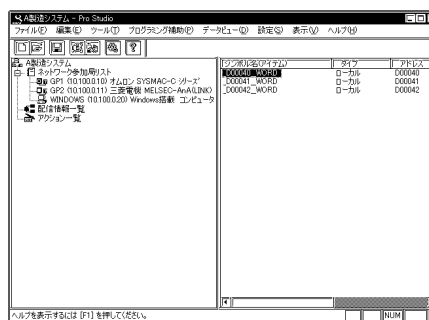 A製造システム - Pro Studio
ファイル(F) 編集(E) ツール(T) プログラミング補助(P) データビュー(D) 設定(S) 表示(V) ヘルプ(H)
A製造システム
ネットワーク参加局リスト
GP1 (10.100.0.10) オムロン SYSMAC-C シリーズ
GP2 (10.100.0.11) 三菱電機 MELSEC-AnA(LINK)
WINDOWS (10.100.0.20) Windows搭載 コンピュータ
配信情報一覧
アクション一覧
シンボル名(アイテム) タイプ アドレス
D00040_WORD ローカル D00040
D00041_WORD ローカル D00041
D00042_WORD ローカル D00042
ヘルプを表示するには [F1] を押してください。
NUM